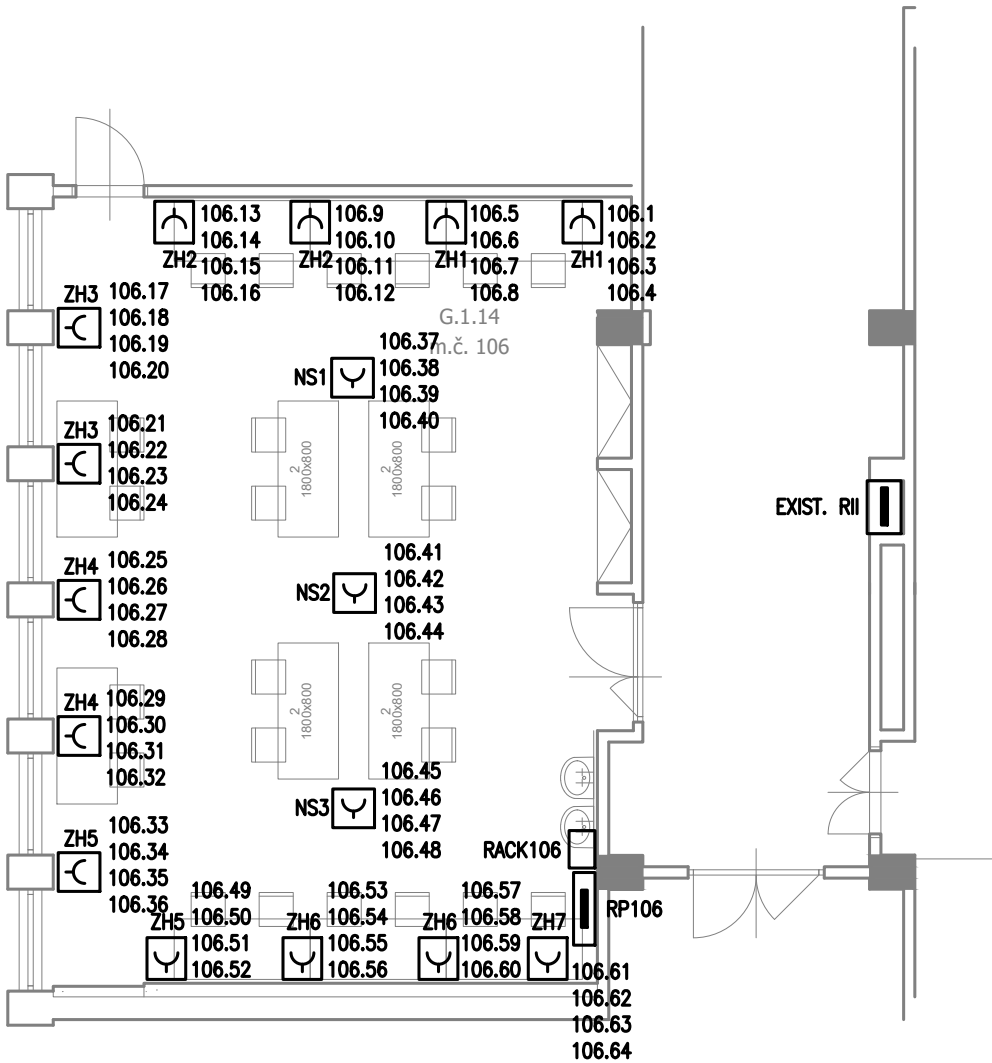 106.13
106.14
106.15
106.16
ZH2
106.9
106.10
106.11
106.12
ZH2
106.5
106.6
106.7
106.8
ZH1
106.1
106.2
106.3
106.4
ZH1
G.1.14
m.č. 106
ZH3
106.17
106.18
106.19
106.20
NS1
106.37
106.38
106.39
106.40
ZH3
106.21
106.22
106.23
106.24
2
1800x800
2
1800x800
EXIST. RII
ZH4
106.25
106.26
106.27
106.28
NS2
106.41
106.42
106.43
106.44
ZH4
106.29
106.30
106.31
106.32
2
1800x800
2
1800x800
NS3
106.45
106.46
106.47
106.48
ZH5
106.33
106.34
106.35
106.36
RACK106
RP106
ZH5
106.49
106.50
106.51
106.52
ZH6
106.53
106.54
106.55
106.56
ZH6
106.57
106.58
106.59
106.60
ZH7
106.61
106.62
106.63
106.64